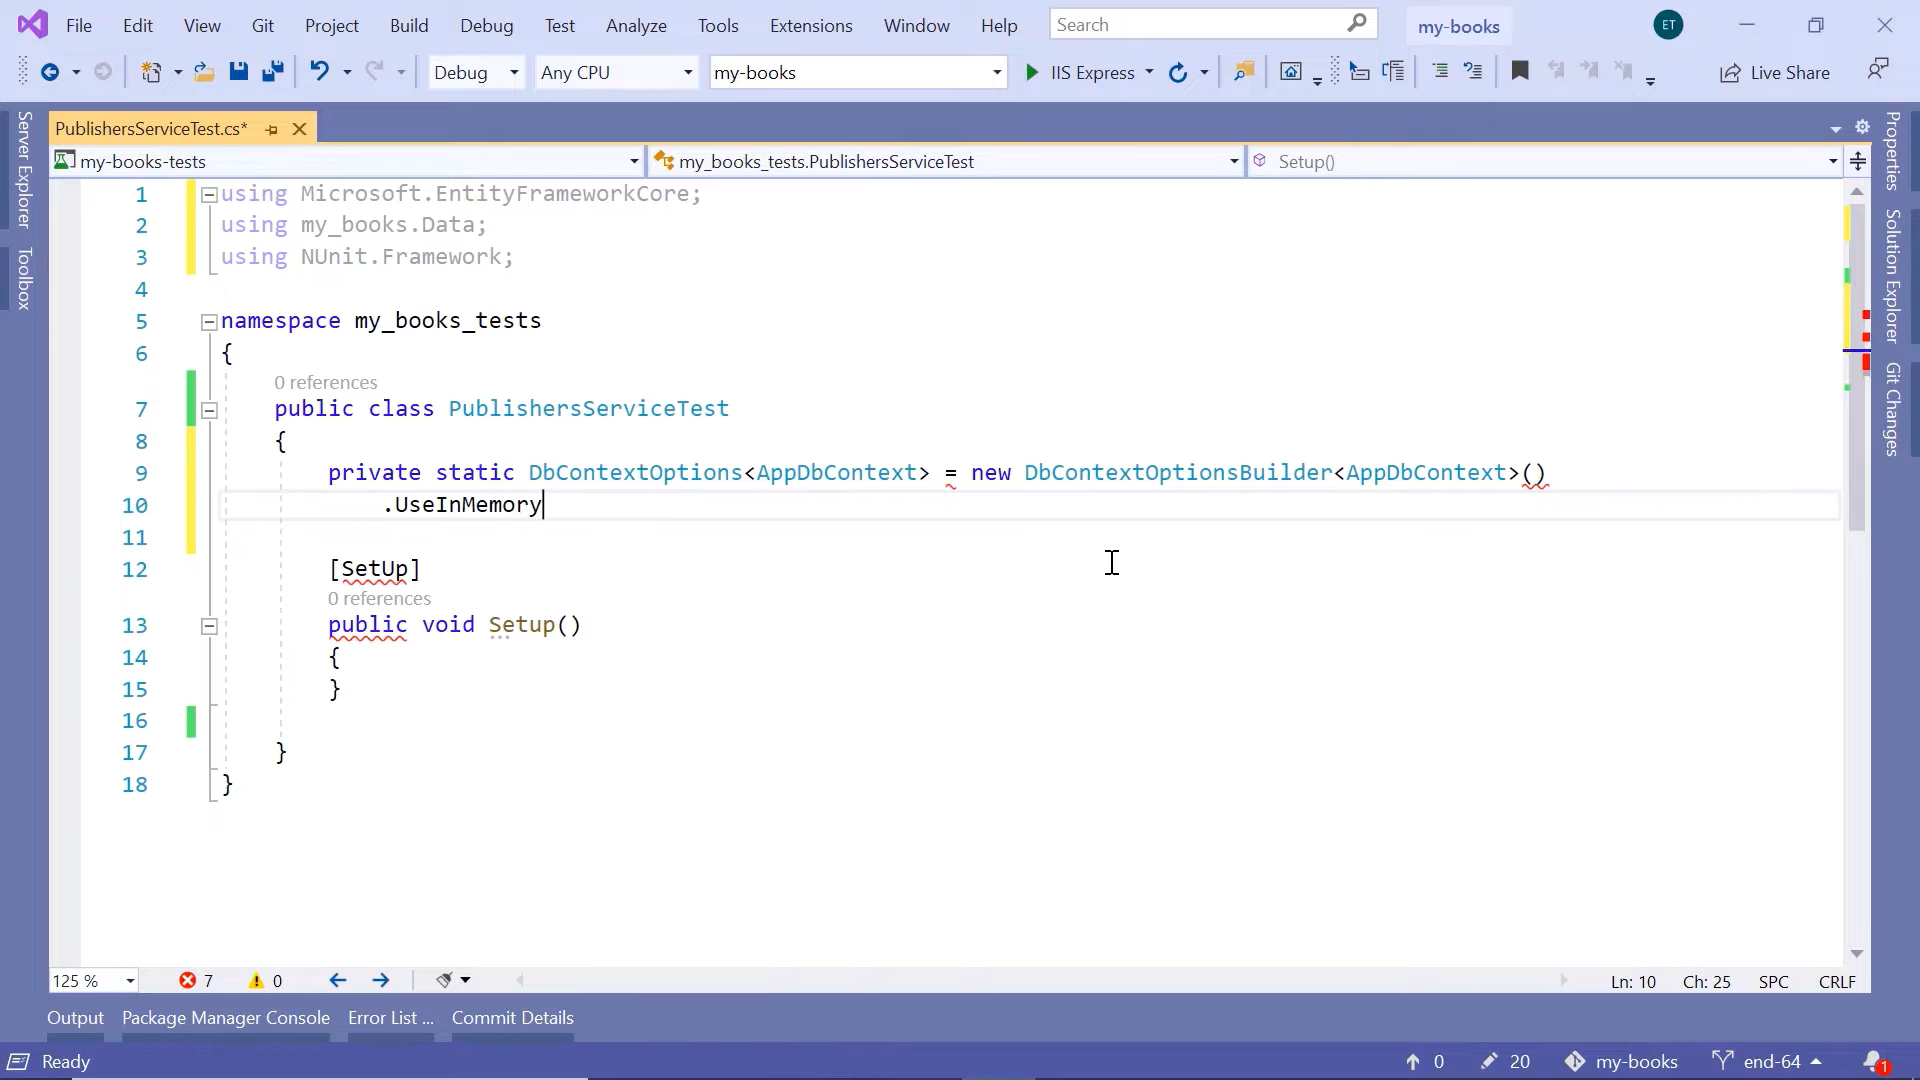 File Edit View Git Project Build Debug Test Analyze Tools Extensions Window Help Search my-books ET
Debug Any CPU my-books IIS Express Live Share
PublishersServiceTest.cs*
my-books-tests my_books_tests.PublishersServiceTest Setup()
Server Explorer
Toolbox
1 using Microsoft.EntityFrameworkCore;
2 using my_books.Data;
3 using NUnit.Framework;
4
5 namespace my_books_tests
6 {
0 references
7 public class PublishersServiceTest
8 {
9 private static DbContextOptions<AppDbContext> = new DbContextOptionsBuilder<AppDbContext>()
10 .UseInMemory
11
12 [SetUp]
0 references
13 public void Setup()
14 {
15 }
16
17 }
18 }
Properties
Solution Explorer
Git Changes
125 % 7 0 Ln: 10 Ch: 25 SPC CRLF
Output Package Manager Console Error List ... Commit Details
Ready 0 20 my-books end-64 1